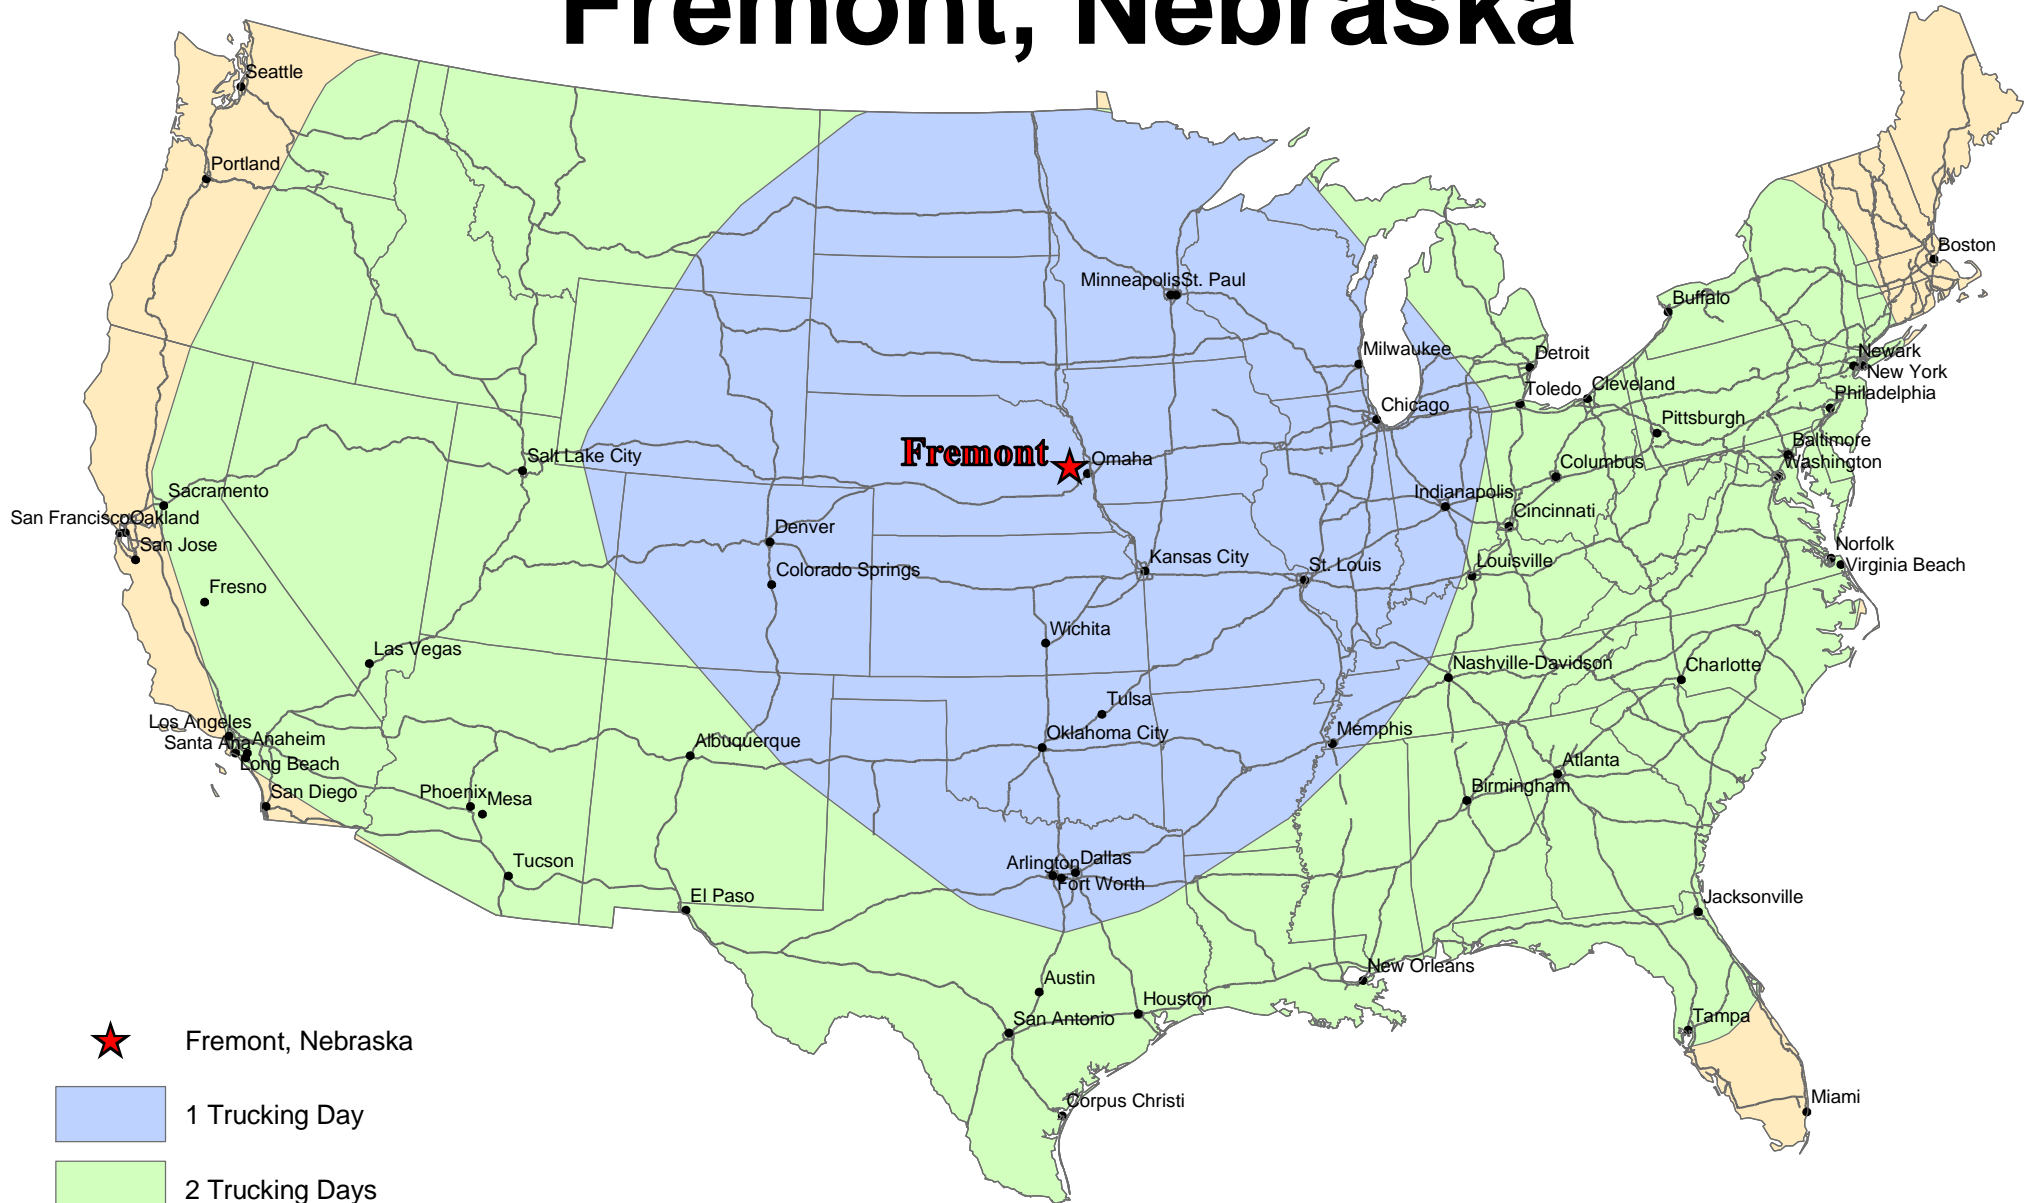 Fremont, Nebraska
Seattle
Portland
Boston
MinneapolisSt. Paul
Buffalo
Milwaukee
Detroit
Newark
New York
Toledo
Cleveland
Philadelphia
Chicago
Pittsburgh
Fremont
Omaha
Baltimore
Washington
Salt Lake City
Columbus
Sacramento
Indianapolis
Cincinnati
San FranciscoOakland
Denver
San Jose
Norfolk
Kansas City
St. Louis
Louisville
Virginia Beach
Colorado Springs
Fresno
Wichita
Las Vegas
Nashville-Davidson
Charlotte
Tulsa
Los Angeles
Memphis
Oklahoma City
Santa Ana
Anaheim
Albuquerque
Long Beach
Atlanta
San Diego
Phoenix
Mesa
Birmingham
Tucson
Arlington
Dallas
Fort Worth
El Paso
Jacksonville
New Orleans
Austin
Houston
San Antonio
Tampa
Fremont, Nebraska
Corpus Christi
Miami
1 Trucking Day
2 Trucking Days